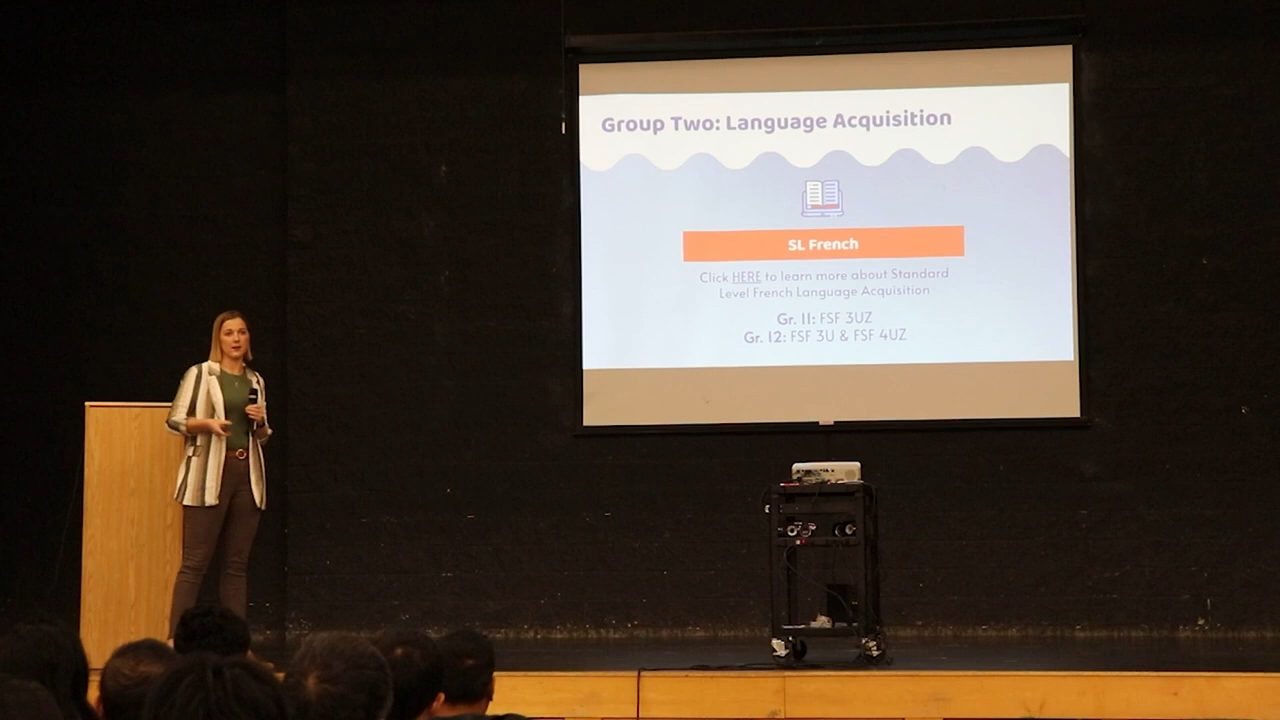 Group Two: Language Acquisition
SL French
Click HERE to learn more about Standard
Level French Language Acquisition
Gr. 11: FSF 3UZ
Gr. 12: FSF 3U & FSF 4UZ